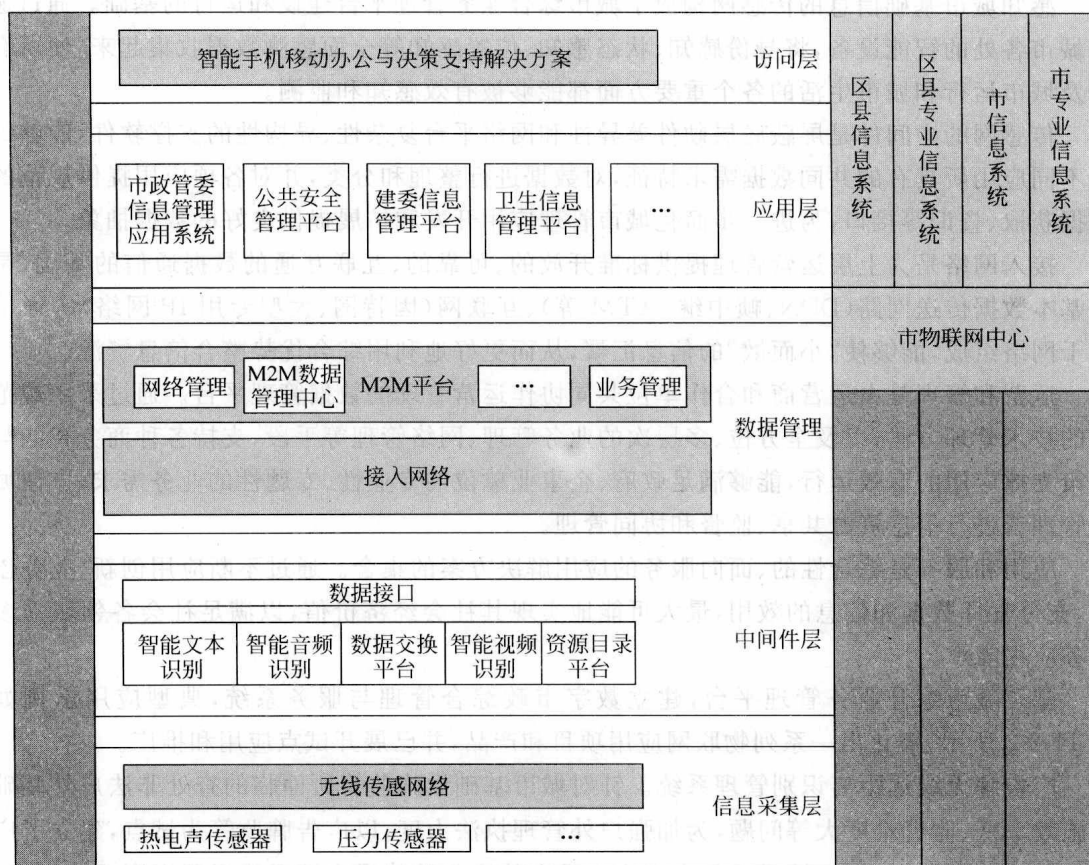 智能手机移动办公与决策支持解决方案
访问层
市政管委
信息管理
应用系统
公共安全
管理平台
建委信息
管理平台
卫生信息
管理平台
…
应用层
区县信息系统
区县专业信息系统
市信息系统
市专业信息系统
市物联网中心
网络管理
M2M数据
管理中心
M2M平台
…
业务管理
数据管理
接入网络
数据接口
智能文本
识别
智能音频
识别
数据交换
平台
智能视频
识别
资源目录
平台
中间件层
无线传感网络
信息采集层
热电声传感器
压力传感器
…